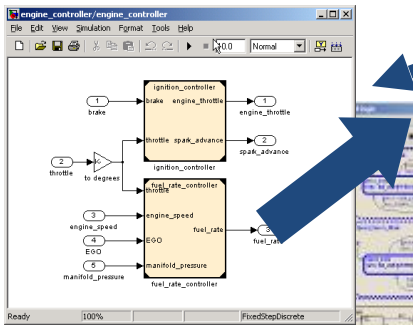 engine_controller/engine_controller
File Edit View Simulation Format Tools Help
10.0 Normal
ignition_controller
1 brake engine_throttle 1
brake engine_throttle
2 throttle spark_advance 2
throttle to degrees spark_advance
ignition_controller
fuel_rate_controller
throttle
3 engine_speed
engine_speed fuel_rate 3
4 EGO fuel_rate
EGO
5 manifold_pressure
manifold_pressure
fuel_rate_controller
Ready 100% FixedStepDiscrete